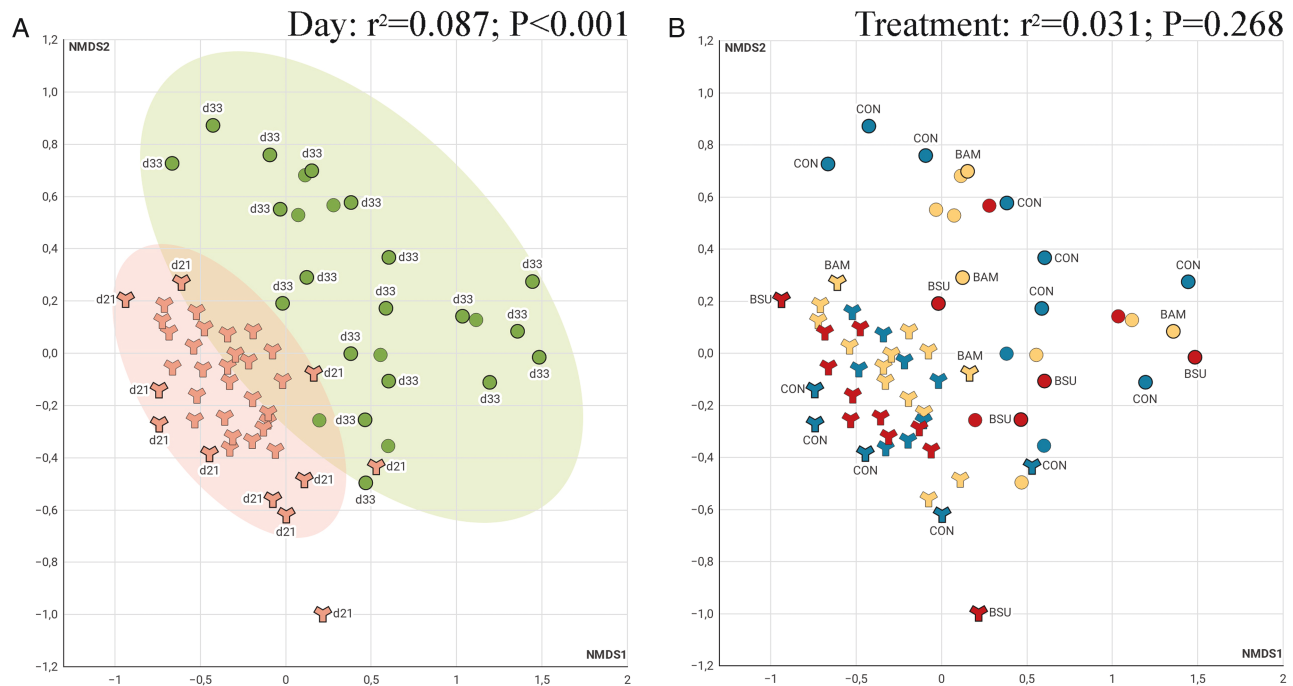 A Day: r²=0.087; P<0.001 B Treatment: r²=0.031; P=0.268
1,2 NMDS2 1,2 NMDS2
1,0 1,0
d33 CON
0,8 d33 d33 d33 0,8 CON CON BAM
0,6 d33 d33 0,6 CON
0,4 d33 0,4 CON
d21 d33 d33 BAM BAM CON
0,2 d21 d33 d33 0,2 BSU BSU CON BAM
0,0 d33 d33 0,0 BAM BSU
d21 d21 d33 d33 CON BSU CON
−0,2 −0,2
d21 d33 CON BSU
−0,4 d21 d21 −0,4 CON CON
d21 d33 d21
−0,6 d21 −0,6 CON
−0,8 −0,8
−1,0 d21 −1,0 BSU
−1,2 NMDS1 −1,2 NMDS1
−1 −0,5 0 0,5 1 1,5 2 −1 −0,5 0 0,5 1 1,5 2